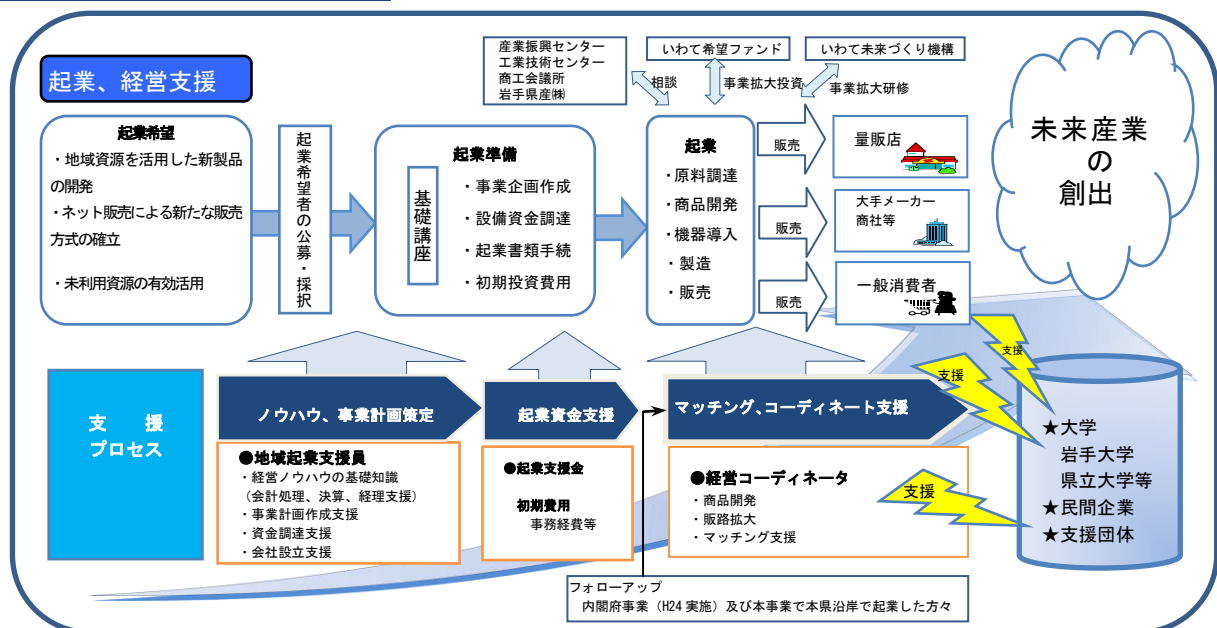 産業振興センター
工業技術センター
商工会議所
岩手県産㈱
いわて希望ファンド
いわて未来づくり機構
相談
事業拡大投資
事業拡大研修
起業、経営支援
起業希望
・地域資源を活用した新製品
の開発
・ネット販売による新たな販売
方式の確立
・未利用資源の有効活用
起業希望者の公募・採択
起業準備
基礎講座
・事業企画作成
・設備資金調達
・起業書類手続
・初期投資費用
起業
・原料調達
・商品開発
・機器導入
・製造
・販売
販売
量販店
販売
大手メーカー
商社等
販売
一般消費者
未来産業
の
創出
支　援
プロセス
ノウハウ、事業計画策定
起業資金支援
マッチング、コーディネート支援
●地域起業支援員
・経営ノウハウの基礎知識
（会計処理、決算、経理支援）
・事業計画作成支援
・資金調達支援
・会社設立支援
●起業支援金
初期費用
事務経費等
●経営コーディネータ
・商品開発
・販路拡大
・マッチング支援
支援
支援
支援
★大学
岩手大学
県立大学等
★民間企業
★支援団体
フォローアップ
内閣府事業（H24 実施）及び本事業で本県沿岸で起業した方々